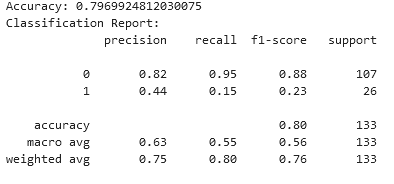 Accuracy: 0.7969924812030075
Classification Report:
precision recall f1-score support
0 0.82 0.95 0.88 107
1 0.44 0.15 0.23 26
accuracy 0.80 133
macro avg 0.63 0.55 0.56 133
weighted avg 0.75 0.80 0.76 133